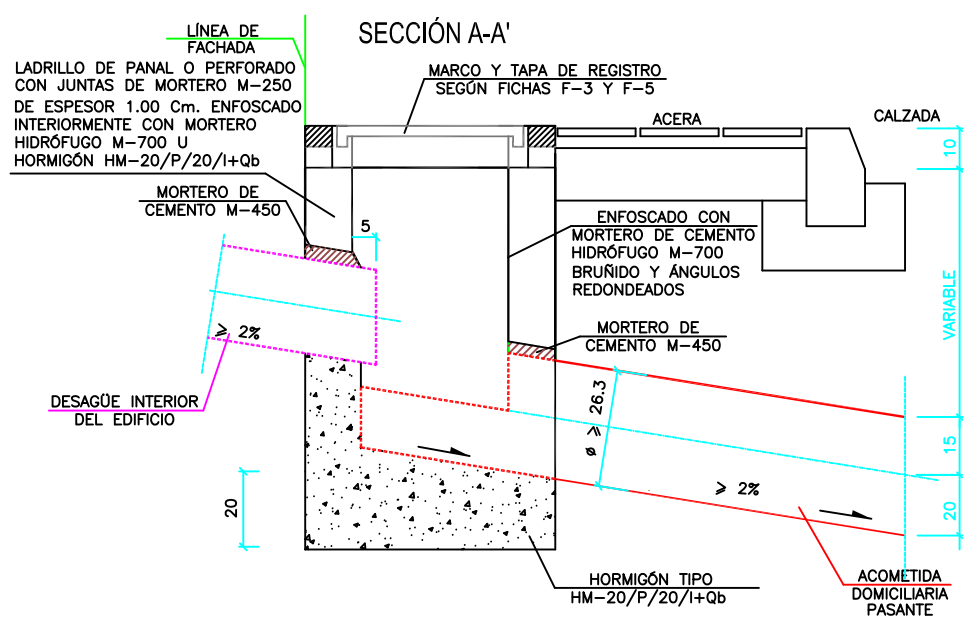 SECCIÓN A-A'
LÍNEA DE
FACHADA
LADRILLO DE PANAL O PERFORADO
CON JUNTAS DE MORTERO M-250
DE ESPESOR 1.00 Cm. ENFOSCADO
INTERIORMENTE CON MORTERO
HIDRÓFUGO M-700 U
HORMIGÓN HM-20/P/20/I+Qb
MARCO Y TAPA DE REGISTRO
SEGÚN FICHAS F-3 Y F-5
ACERA
CALZADA
10
MORTERO DE
CEMENTO M-450
5
ENFOSCADO CON
MORTERO DE CEMENTO
HIDRÓFUGO M-700
BRUÑIDO Y ÁNGULOS
REDONDEADOS
VARIABLE
⩾ 2%
MORTERO DE
CEMENTO M-450
DESAGÜE INTERIOR
DEL EDIFICIO
ø ⩾ 26.3
15
⩾ 2%
20
20
HORMIGÓN TIPO
HM-20/P/20/I+Qb
ACOMETIDA
DOMICILIARIA
PASANTE